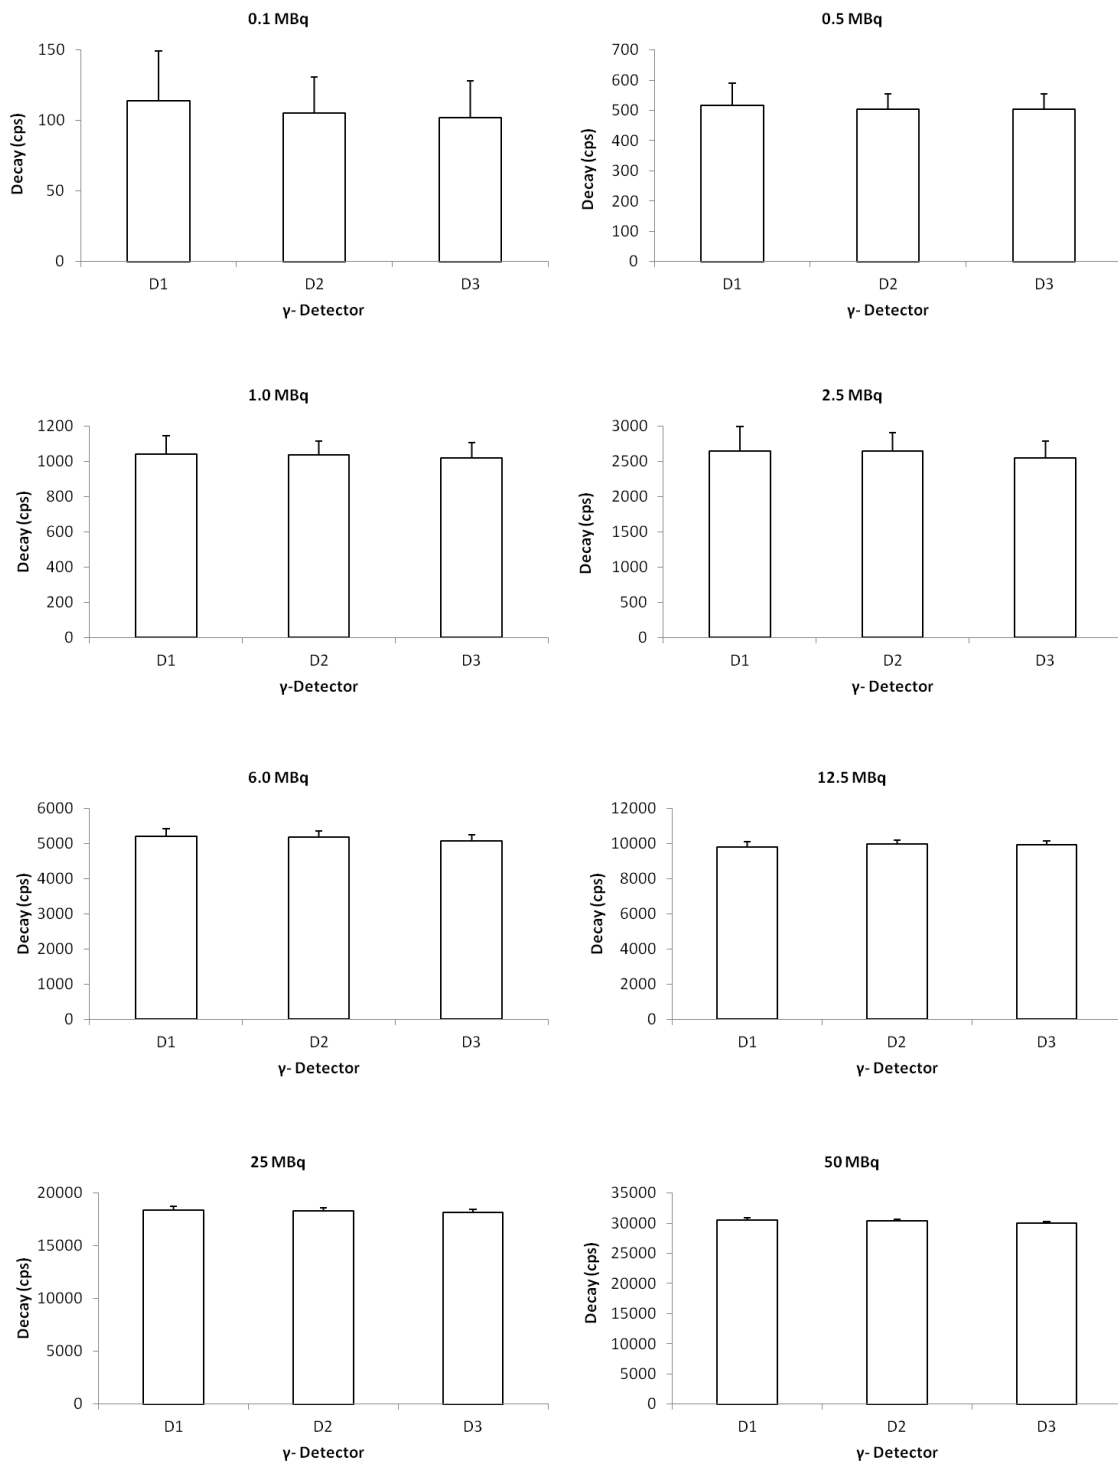 0.1 MBq
150
100
50
0
Decay (cps)
D1 D2 D3
γ- Detector
0.5 MBq
700
600
500
400
300
200
100
0
Decay (cps)
D1 D2 D3
γ- Detector
1.0 MBq
1200
1000
800
600
400
200
0
Decay (cps)
D1 D2 D3
γ-Detector
2.5 MBq
3000
2500
2000
1500
1000
500
0
Decay (cps)
D1 D2 D3
γ- Detector
6.0 MBq
6000
5000
4000
3000
2000
1000
0
Decay (cps)
D1 D2 D3
γ- Detector
12.5 MBq
12000
10000
8000
6000
4000
2000
0
Decay (cps)
D1 D2 D3
γ- Detector
25 MBq
20000
15000
10000
5000
0
Decay (cps)
D1 D2 D3
γ- Detector
50 MBq
35000
30000
25000
20000
15000
10000
5000
0
Decay (cps)
D1 D2 D3
γ- Detector